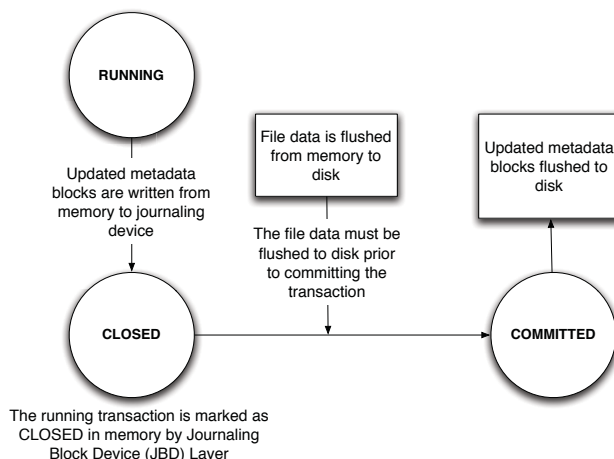 RUNNING
Updated metadata
blocks are written from
memory to journaling
device
File data is flushed
from memory to
disk
The file data must be
flushed to disk prior
to committing the
transaction
Updated metadata
blocks flushed to
disk
CLOSED
COMMITTED
The running transaction is marked as
CLOSED in memory by Journaling
Block Device (JBD) Layer